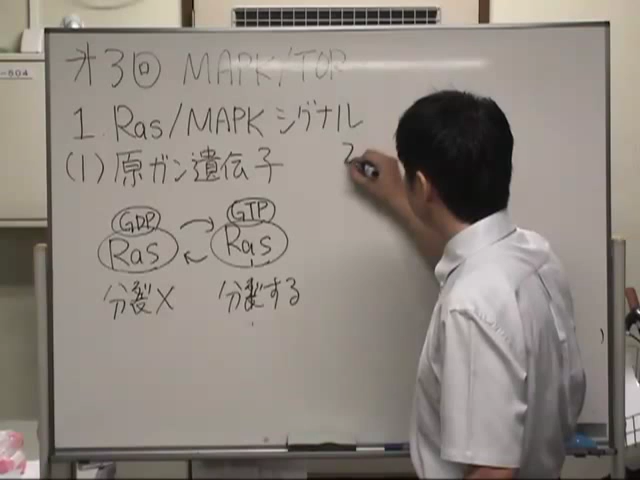 -504
第3回 MAPK/TOR
1. Ras/MAPK シグナル
(1) 原ガン遺伝子
GDP GTP
Ras Ras
分裂× 分裂する